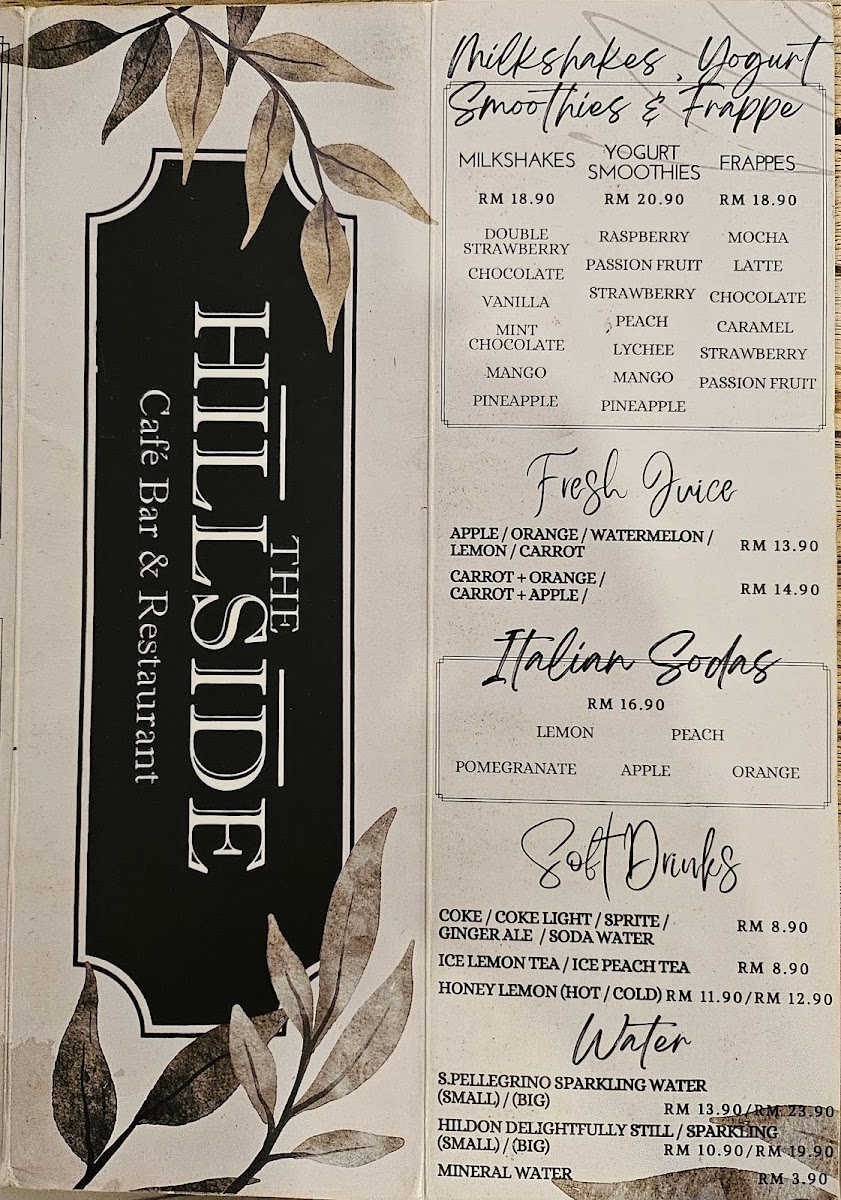 THE
HILLSIDE
Café Bar & Restaurant
Milkshakes, Yogurt
Smoothies & Frappe
MILKSHAKES
RM 18.90
DOUBLE
STRAWBERRY
CHOCOLATE
VANILLA
MINT
CHOCOLATE
MANGO
PINEAPPLE
YOGURT
SMOOTHIES
RM 20.90
RASPBERRY
PASSION FRUIT
STRAWBERRY
PEACH
LYCHEE
MANGO
PINEAPPLE
FRAPPES
RM 18.90
MOCHA
LATTE
CHOCOLATE
CARAMEL
STRAWBERRY
PASSION FRUIT
Fresh Juice
APPLE / ORANGE / WATERMELON /
LEMON / CARROT RM 13.90
CARROT + ORANGE /
CARROT + APPLE / RM 14.90
Italian Sodas
RM 16.90
LEMON PEACH
POMEGRANATE APPLE ORANGE
Soft Drinks
COKE / COKE LIGHT / SPRITE /
GINGER ALE / SODA WATER RM 8.90
ICE LEMON TEA / ICE PEACH TEA RM 8.90
HONEY LEMON (HOT / COLD) RM 11.90/RM 12.90
Water
S.PELLEGRINO SPARKLING WATER
(SMALL) / (BIG) RM 13.90/RM 23.90
HILDON DELIGHTFULLY STILL / SPARKLING
(SMALL) / (BIG) RM 10.90/RM 19.90
MINERAL WATER RM 3.90